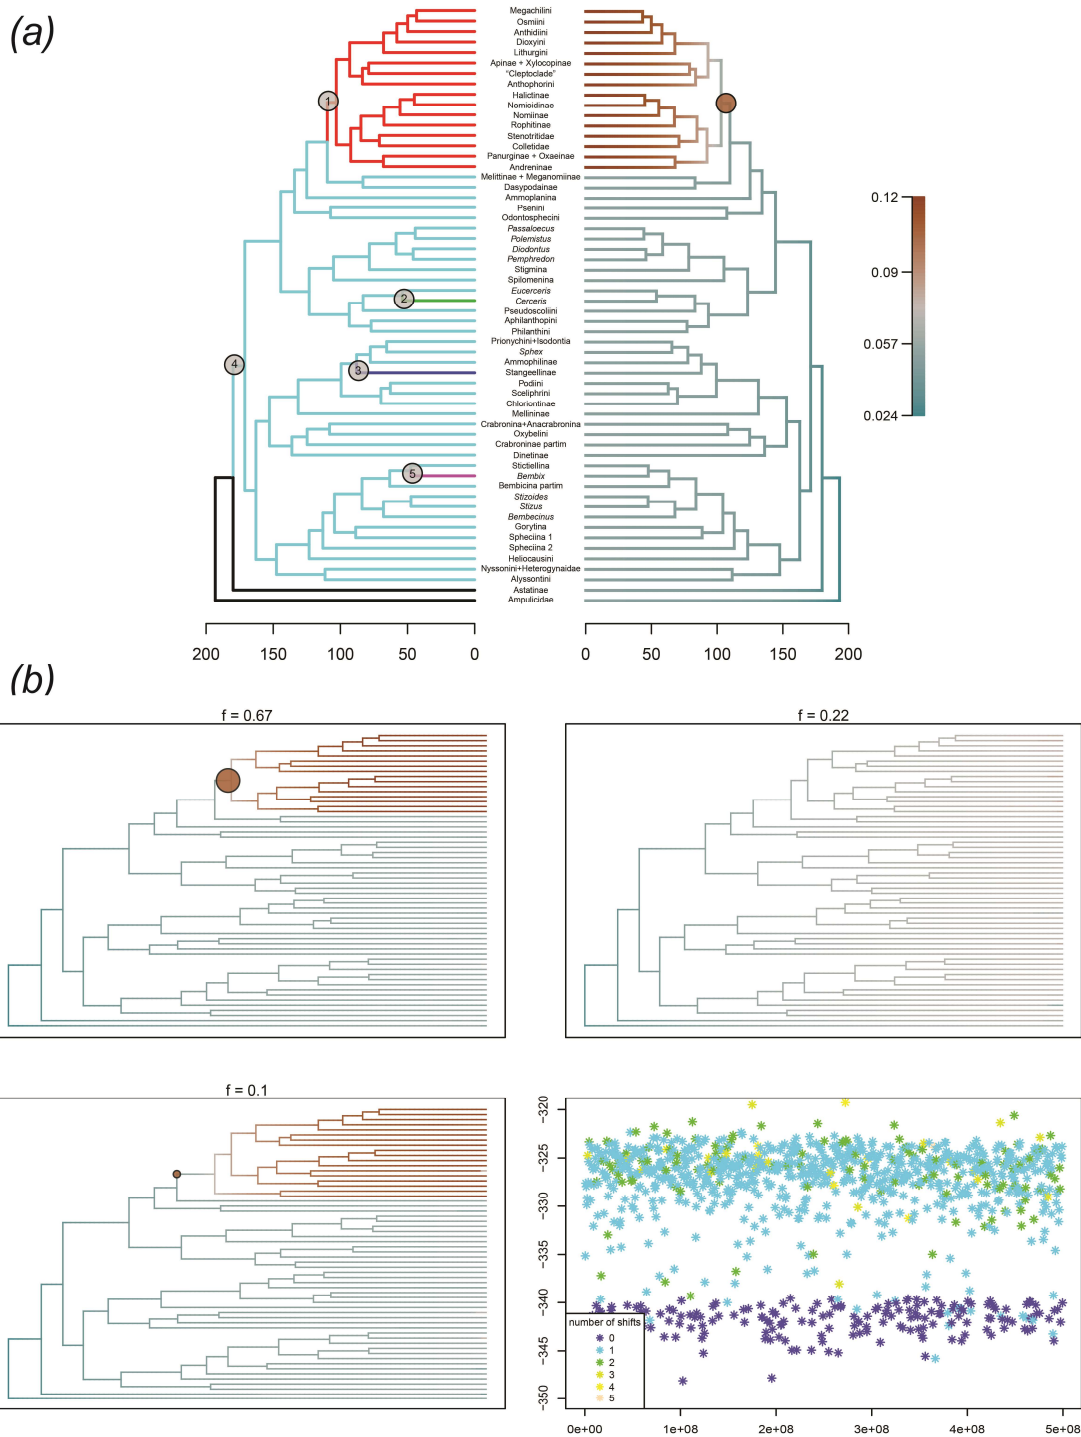 (a)
Megachilini
Osmiini
Anthidiini
Dioxyini
Lithurgini
Apinae + Xylocopinae
"Cleptoclade"
Anthophorini
Halictinae
Nomioidinae
Nomiinae
Rophitinae
Stenotritidae
Colletidae
Panurginae + Oxaeinae
Andreninae
Melittinae + Meganomiinae
Dasypodainae
Ammoplanina
Psenini
Odontosphecini
Passaloecus
Polemistus
Diodontus
Pemphredon
Stigmina
Spilomenina
Eucerceris
Cerceris
Pseudoscoliini
Aphilanthopini
Philanthini
Prionychini+Isodontia
Sphex
Ammophilinae
Stangeellinae
Podiini
Sceliphrini
Chloriontinae
Mellininae
Crabronina+Anacrabronina
Oxybelini
Crabroninae partim
Dinetinae
Stictiellina
Bembix
Bembicina partim
Stizoides
Stizus
Bembecinus
Gorytina
Spheciina 1
Spheciina 2
Heliocausini
Nyssonini+Heterogynaidae
Alyssontini
Astatinae
Ampulicidae
1
2
3
4
5
0.12
0.09
0.057
0.024
200 150 100 50 0
0 50 100 150 200
(b)
f = 0.67
f = 0.22
f = 0.1
-320
-325
-330
-335
-340
-345
-350
number of shifts
0
1
2
3
4
5
0e+00 1e+08 2e+08 3e+08 4e+08 5e+08